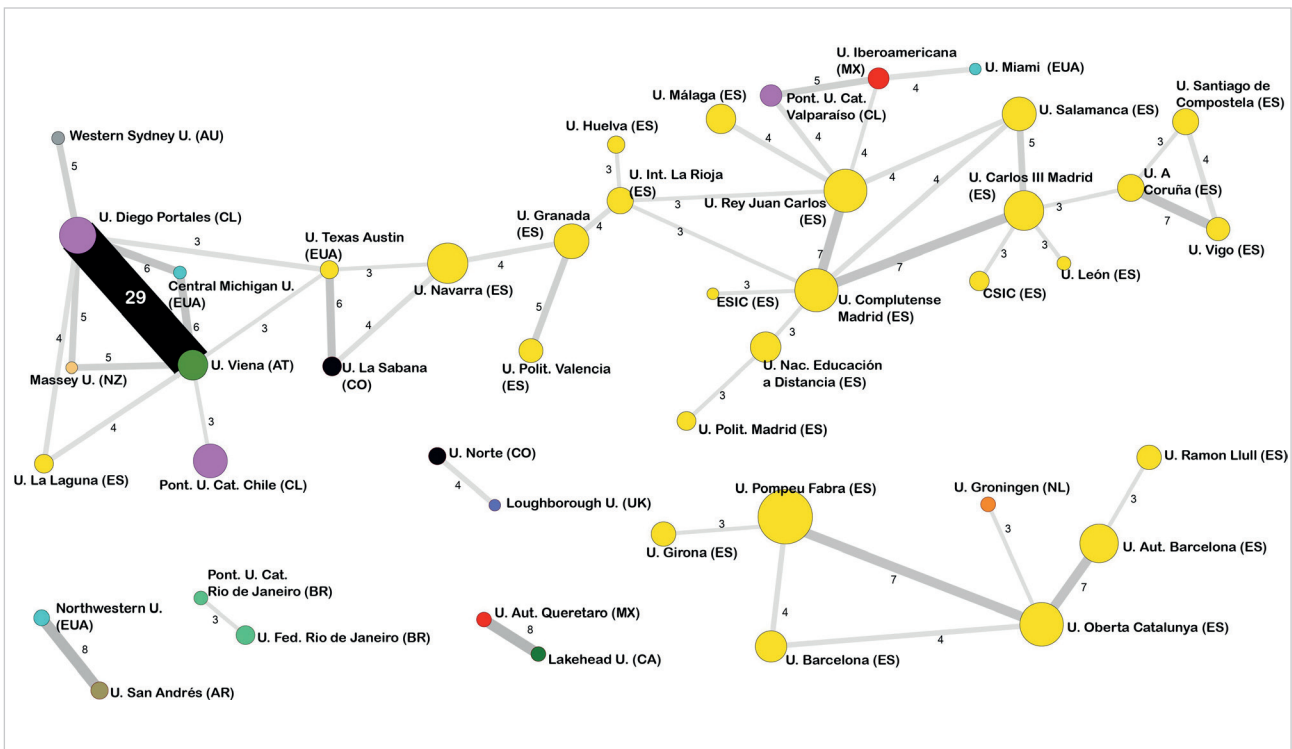 U. Iberoamericana
(MX)
5
4
U. Miami (EUA)
U. Málaga (ES)
Pont. U. Cat.
Valparaíso (CL)
U. Santiago de
Compostela (ES)
U. Salamanca (ES)
Western Sydney U. (AU)
U. Huelva (ES)
4
4
4
5
3
4
5
3
U. Int. La Rioja
(ES)
4
4
U. Carlos III Madrid
(ES)
U. A
Coruña (ES)
U. Diego Portales (CL)
U. Rey Juan Carlos
(ES)
3
3
7
U. Granada
(ES)
4
3
U. Texas Austin
(EUA)
3
7
3
3
U. Vigo (ES)
6
3
4
7
U. León (ES)
Central Michigan U.
(EUA)
U. Navarra (ES)
ESIC (ES)
3
U. Complutense
Madrid (ES)
CSIC (ES)
29
6
5
6
3
4
5
3
4
5
Massey U. (NZ)
U. Viena (AT)
U. La Sabana
(CO)
U. Polit. Valencia
(ES)
U. Nac. Educación
a Distancia (ES)
3
4
3
U. Polit. Madrid (ES)
U. La Laguna (ES)
Pont. U. Cat. Chile (CL)
U. Norte (CO)
4
Loughborough U. (UK)
U. Ramon Llull (ES)
U. Pompeu Fabra (ES)
U. Groningen (NL)
3
3
3
U. Girona (ES)
U. Aut. Barcelona (ES)
7
7
Pont. U. Cat.
Rio de Janeiro (BR)
3
U. Fed. Rio de Janeiro (BR)
Northwestern U.
(EUA)
8
U. San Andrés (AR)
U. Aut. Queretaro (MX)
8
Lakehead U. (CA)
4
4
U. Oberta Catalunya (ES)
U. Barcelona (ES)